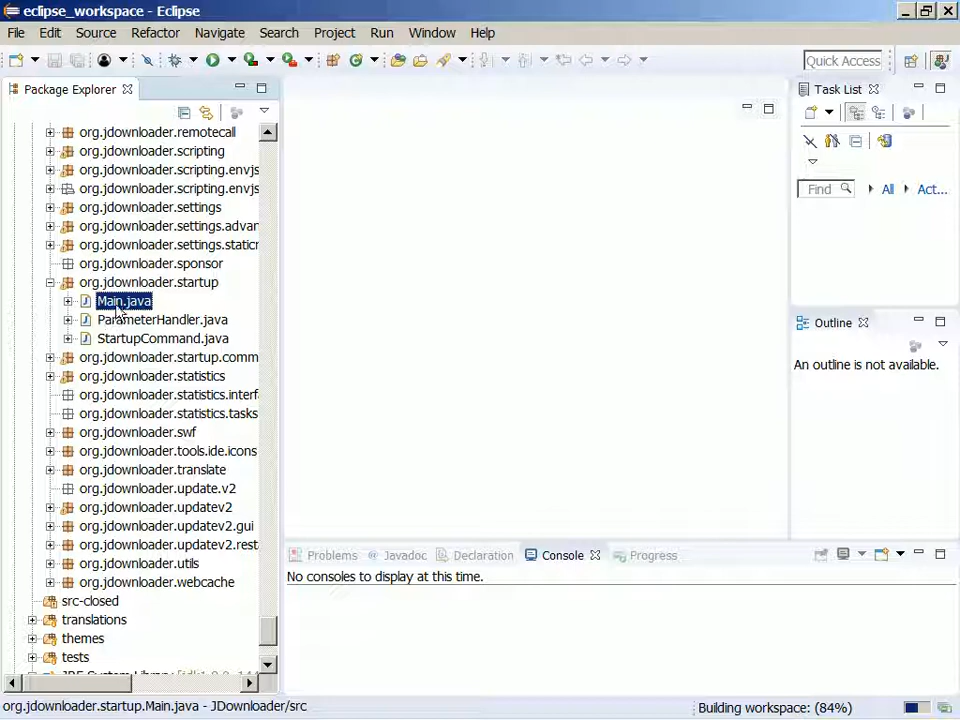 eclipse_workspace - Eclipse
File Edit Source Refactor Navigate Search Project Run Window Help
Quick Access
Package Explorer
org.jdownloader.remotecall
org.jdownloader.scripting
org.jdownloader.scripting.envjs
org.jdownloader.scripting.envjs
org.jdownloader.settings
org.jdownloader.settings.advan
org.jdownloader.settings.static
org.jdownloader.sponsor
org.jdownloader.startup
Main.java
ParameterHandler.java
StartupCommand.java
org.jdownloader.startup.comm
org.jdownloader.statistics
org.jdownloader.statistics.interf
org.jdownloader.statistics.tasks
org.jdownloader.swf
org.jdownloader.tools.ide.icons
org.jdownloader.translate
org.jdownloader.update.v2
org.jdownloader.updatev2
org.jdownloader.updatev2.gui
org.jdownloader.updatev2.rest
org.jdownloader.utils
org.jdownloader.webcache
src-closed
translations
themes
tests
Task List
Find All Act...
Outline
An outline is not available.
Problems @ Javadoc Declaration Console Progress
No consoles to display at this time.
org.jdownloader.startup.Main.java - JDownloader/src
Building workspace: (84%)